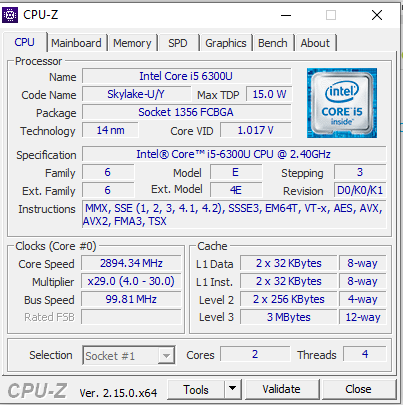 CPU-Z
CPU Mainboard Memory SPD Graphics Bench About
Processor
Name Intel Core i5 6300U
Code Name Skylake-U/Y Max TDP 15.0 W
Package Socket 1356 FCBGA
Technology 14 nm Core VID 1.017 V
intel
CORE i5
inside™
Specification Intel® Core™ i5-6300U CPU @ 2.40GHz
Family 6 Model E Stepping 3
Ext. Family 6 Ext. Model 4E Revision D0/K0/K1
Instructions MMX, SSE (1, 2, 3, 4.1, 4.2), SSSE3, EM64T, VT-x, AES, AVX,
AVX2, FMA3, TSX
Clocks (Core #0)
Core Speed 2894.34 MHz
Multiplier x29.0 (4.0 - 30.0)
Bus Speed 99.81 MHz
Rated FSB
Cache
L1 Data 2 x 32 KBytes 8-way
L1 Inst. 2 x 32 KBytes 8-way
Level 2 2 x 256 KBytes 4-way
Level 3 3 MBytes 12-way
Selection Socket #1 Cores 2 Threads 4
CPU-Z Ver. 2.15.0.x64 Tools Validate Close